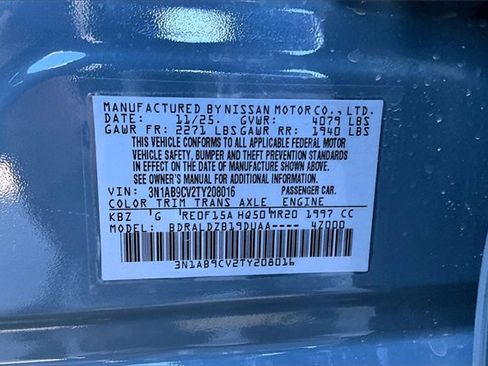 MANUFACTURED BY NISSAN MOTOR CO., LTD.
DATE: 11/25. GVWR: 4079 LBS
GAWR FR: 2271 LBS GAWR RR: 1940 LBS
THIS VEHICLE CONFORMS TO ALL APPLICABLE FEDERAL MOTOR
VEHICLE SAFETY, BUMPER AND THEFT PREVENTION STANDARDS
IN EFFECT ON THE DATE OF MANUFACTURE SHOWN ABOVE.
SEE OWNER'S MANUAL FOR FURTHER INFORMATION.
VIN: 3N1AB9CV2TY208016 PASSENGER CAR.
COLOR TRIM TRANS AXLE ENGINE
KBZ 'G RE0F15A HQ50 MR20 1997 CC
MODEL: BDRALDZB19DUAA---- 47000
3N1AB9CV2TY208016